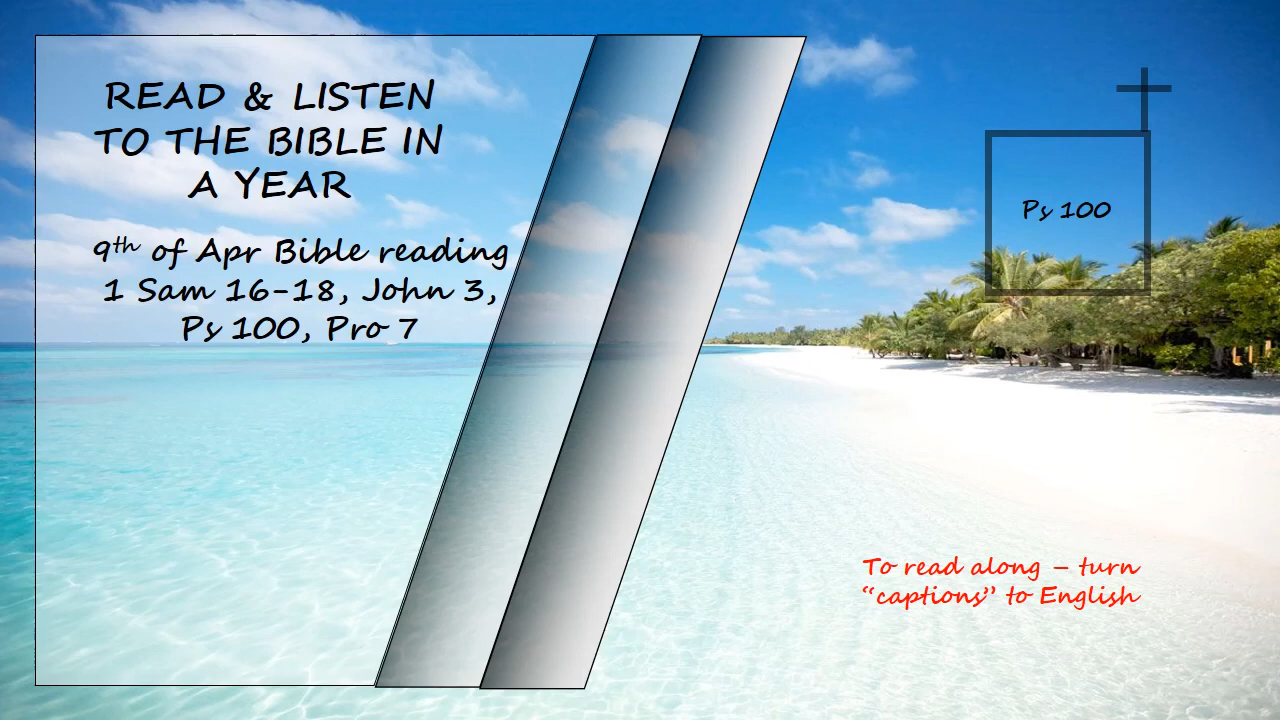 READ & LISTEN
TO THE BIBLE IN
A YEAR
9th of Apr Bible reading
1 Sam 16-18, John 3,
Ps 100, Pro 7
Ps 100
To read along – turn
“captions” to English